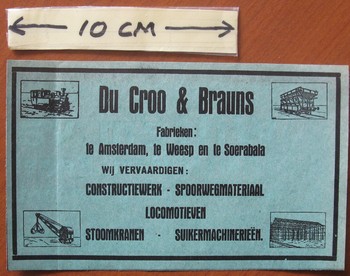 10 CM
Du Croo & Brauns
Fabrieken:
te Amsterdam, te Weesp en te Soerabaia
Wij VERVAARDIGEN:
CONSTRUCTIEWERK - SPOORWEGMATERIAAL
LOCOMOTIEVEN
STOOMKRANEN - SUIKERMACHINERIEËN.